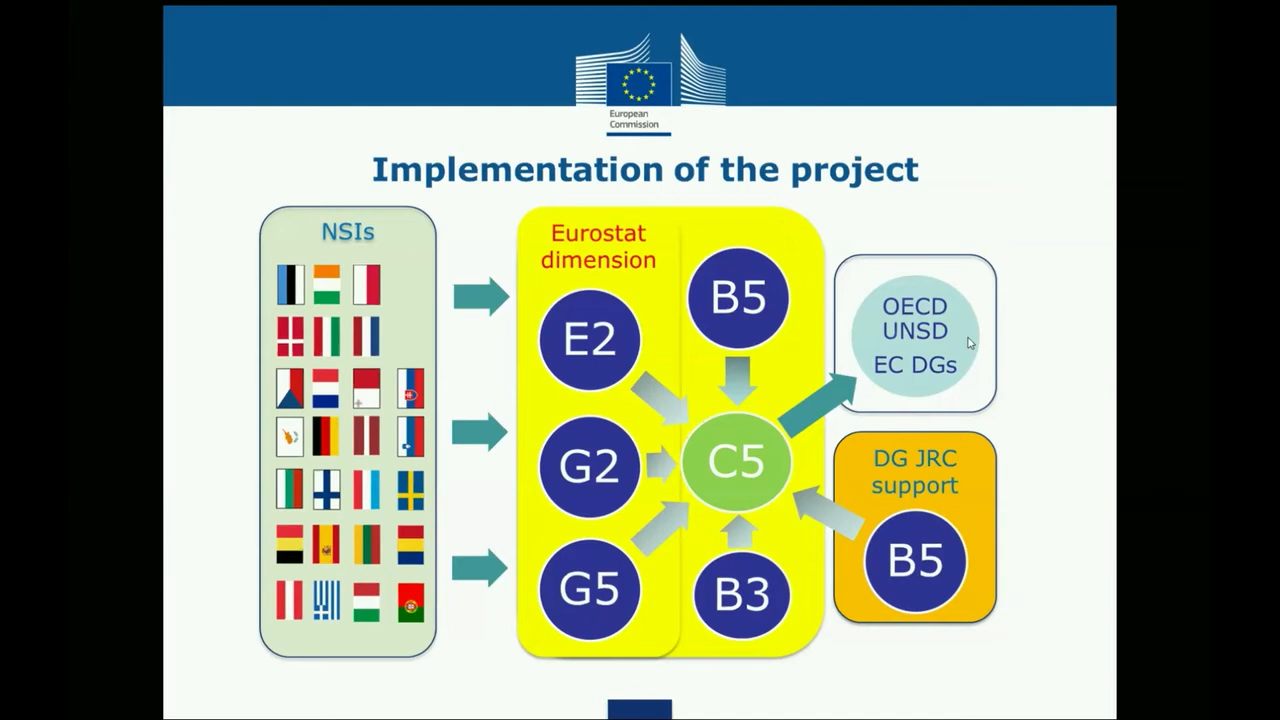 European
Commission
Implementation of the project
NSIs
Eurostat
dimension
E2
G2
G5
B5
C5
B3
OECD
UNSD
EC DGs
DG JRC
support
B5